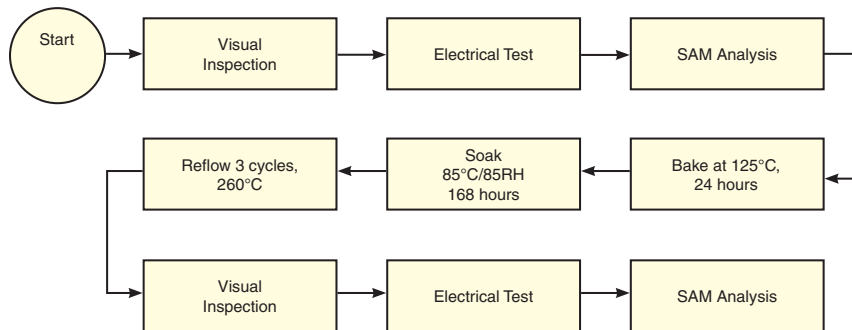 Start
Visual
Inspection
Electrical Test
SAM Analysis
Bake at 125°C,
24 hours
Soak
85°C/85RH
168 hours
Reflow 3 cycles,
260°C
Visual
Inspection
Electrical Test
SAM Analysis